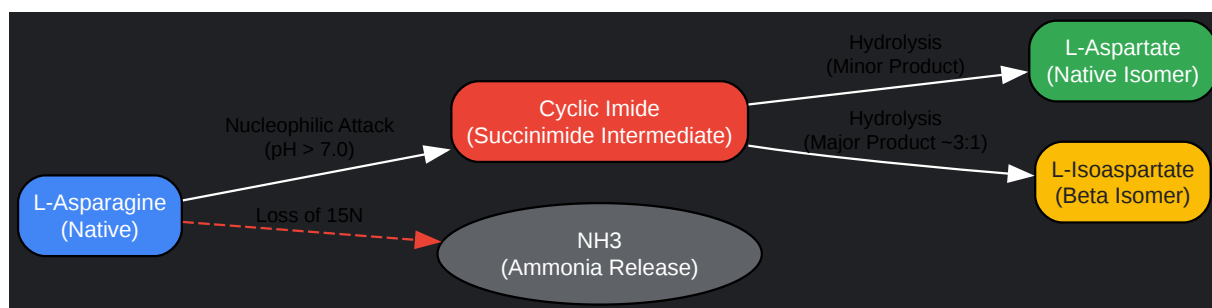 L-Asparagine
(Native)
Nucleophilic Attack
(pH > 7.0)
Loss of 15N
Cyclic Imide
(Succinimide Intermediate)
NH3
(Ammonia Release)
Hydrolysis
(Minor Product)
Hydrolysis
(Major Product ~3:1)
L-Aspartate
(Native Isomer)
L-Isoaspartate
(Beta Isomer)